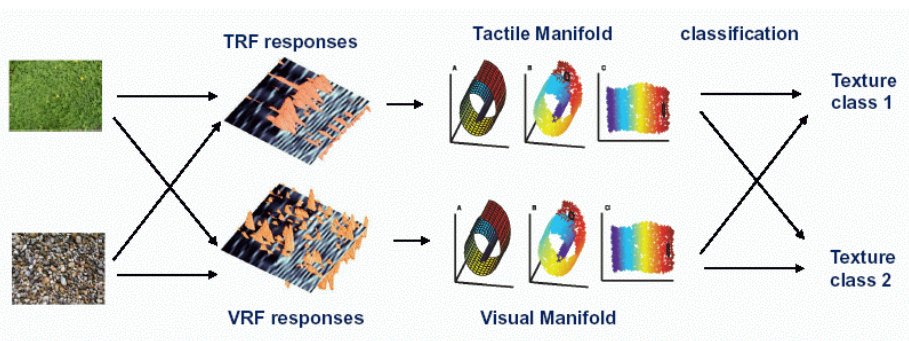 TRF responses
Tactile Manifold
classification
A
B
C
Texture
class 1
A
B
Texture
class 2
VRF responses
Visual Manifold